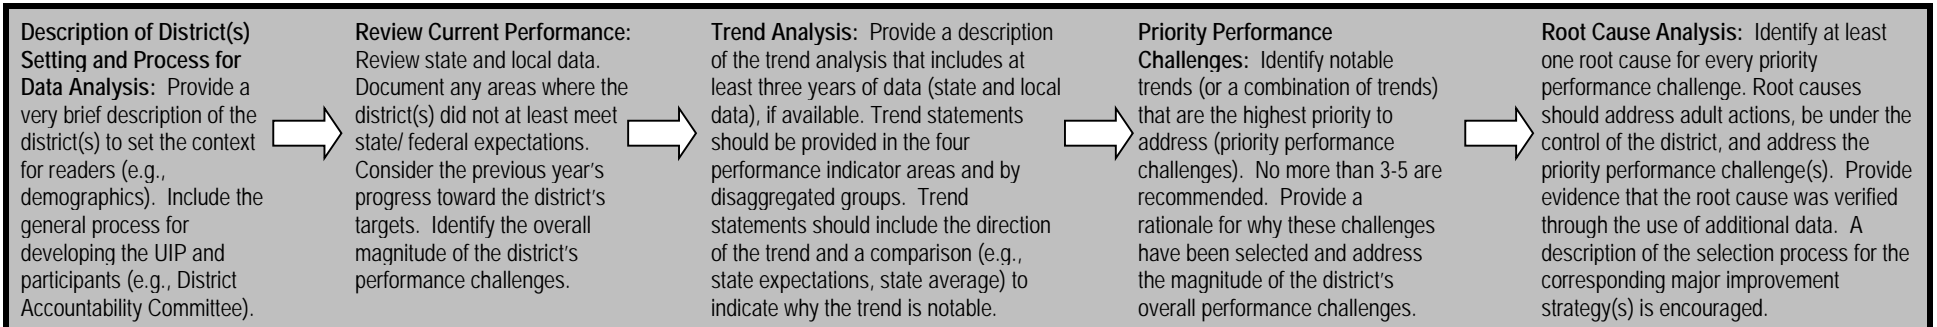 Description of District(s)
Setting and Process for
Data Analysis: Provide a
very brief description of the
district(s) to set the context
for readers (e.g.,
demographics). Include the
general process for
developing the UIP and
participants (e.g., District
Accountability Committee).
Review Current Performance:
Review state and local data.
Document any areas where the
district(s) did not at least meet
state/ federal expectations.
Consider the previous year's
progress toward the district's
targets. Identify the overall
magnitude of the district's
performance challenges.
Trend Analysis: Provide a description
of the trend analysis that includes at
least three years of data (state and local
data), if available. Trend statements
should be provided in the four
performance indicator areas and by
disaggregated groups. Trend
statements should include the direction
of the trend and a comparison (e.g.,
state expectations, state average) to
indicate why the trend is notable.
Priority Performance
Challenges: Identify notable
trends (or a combination of trends)
that are the highest priority to
address (priority performance
challenges). No more than 3-5 are
recommended. Provide a
rationale for why these challenges
have been selected and address
the magnitude of the district's
overall performance challenges.
Root Cause Analysis: Identify at least
one root cause for every priority
performance challenge. Root causes
should address adult actions, be under the
control of the district, and address the
priority performance challenge(s). Provide
evidence that the root cause was verified
through the use of additional data. A
description of the selection process for the
corresponding major improvement
strategy(s) is encouraged.